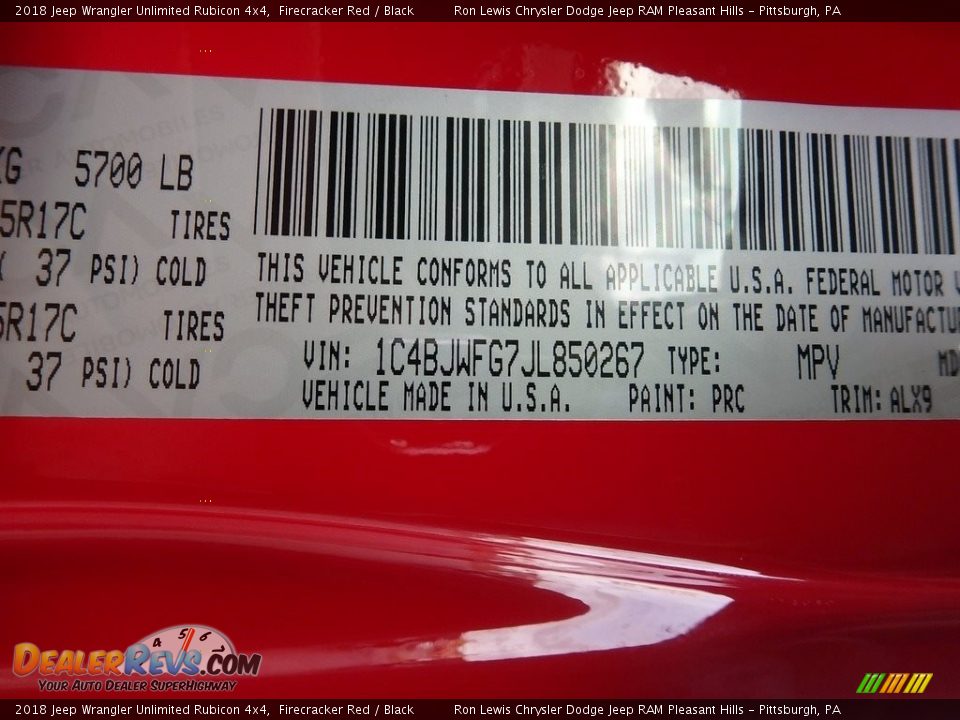 2018 Jeep Wrangler Unlimited Rubicon 4x4, Firecracker Red / Black Ron Lewis Chrysler Dodge Jeep RAM Pleasant Hills - Pittsburgh, PA
5700 LB
5R17C TIRES
37 PSI) COLD
5R17C TIRES
37 PSI) COLD
THIS VEHICLE CONFORMS TO ALL APPLICABLE U.S.A. FEDERAL MOTOR
THEFT PREVENTION STANDARDS IN EFFECT ON THE DATE OF MANUFACTU
VIN: 1C4BJWFG7JL850267 TYPE: MPV MD
VEHICLE MADE IN U.S.A. PAINT: PRC TRIM: ALX9
4 5 6
DEALERREVS.COM
YOUR AUTO DEALER SUPERHIGHWAY
2018 Jeep Wrangler Unlimited Rubicon 4x4, Firecracker Red / Black Ron Lewis Chrysler Dodge Jeep RAM Pleasant Hills - Pittsburgh, PA